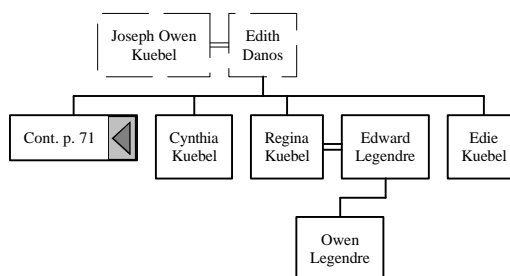 Joseph Owen
Kuebel
Edith
Danos
Cont. p. 71
Cynthia
Kuebel
Regina
Kuebel
Edward
Legendre
Edie
Kuebel
Owen
Legendre